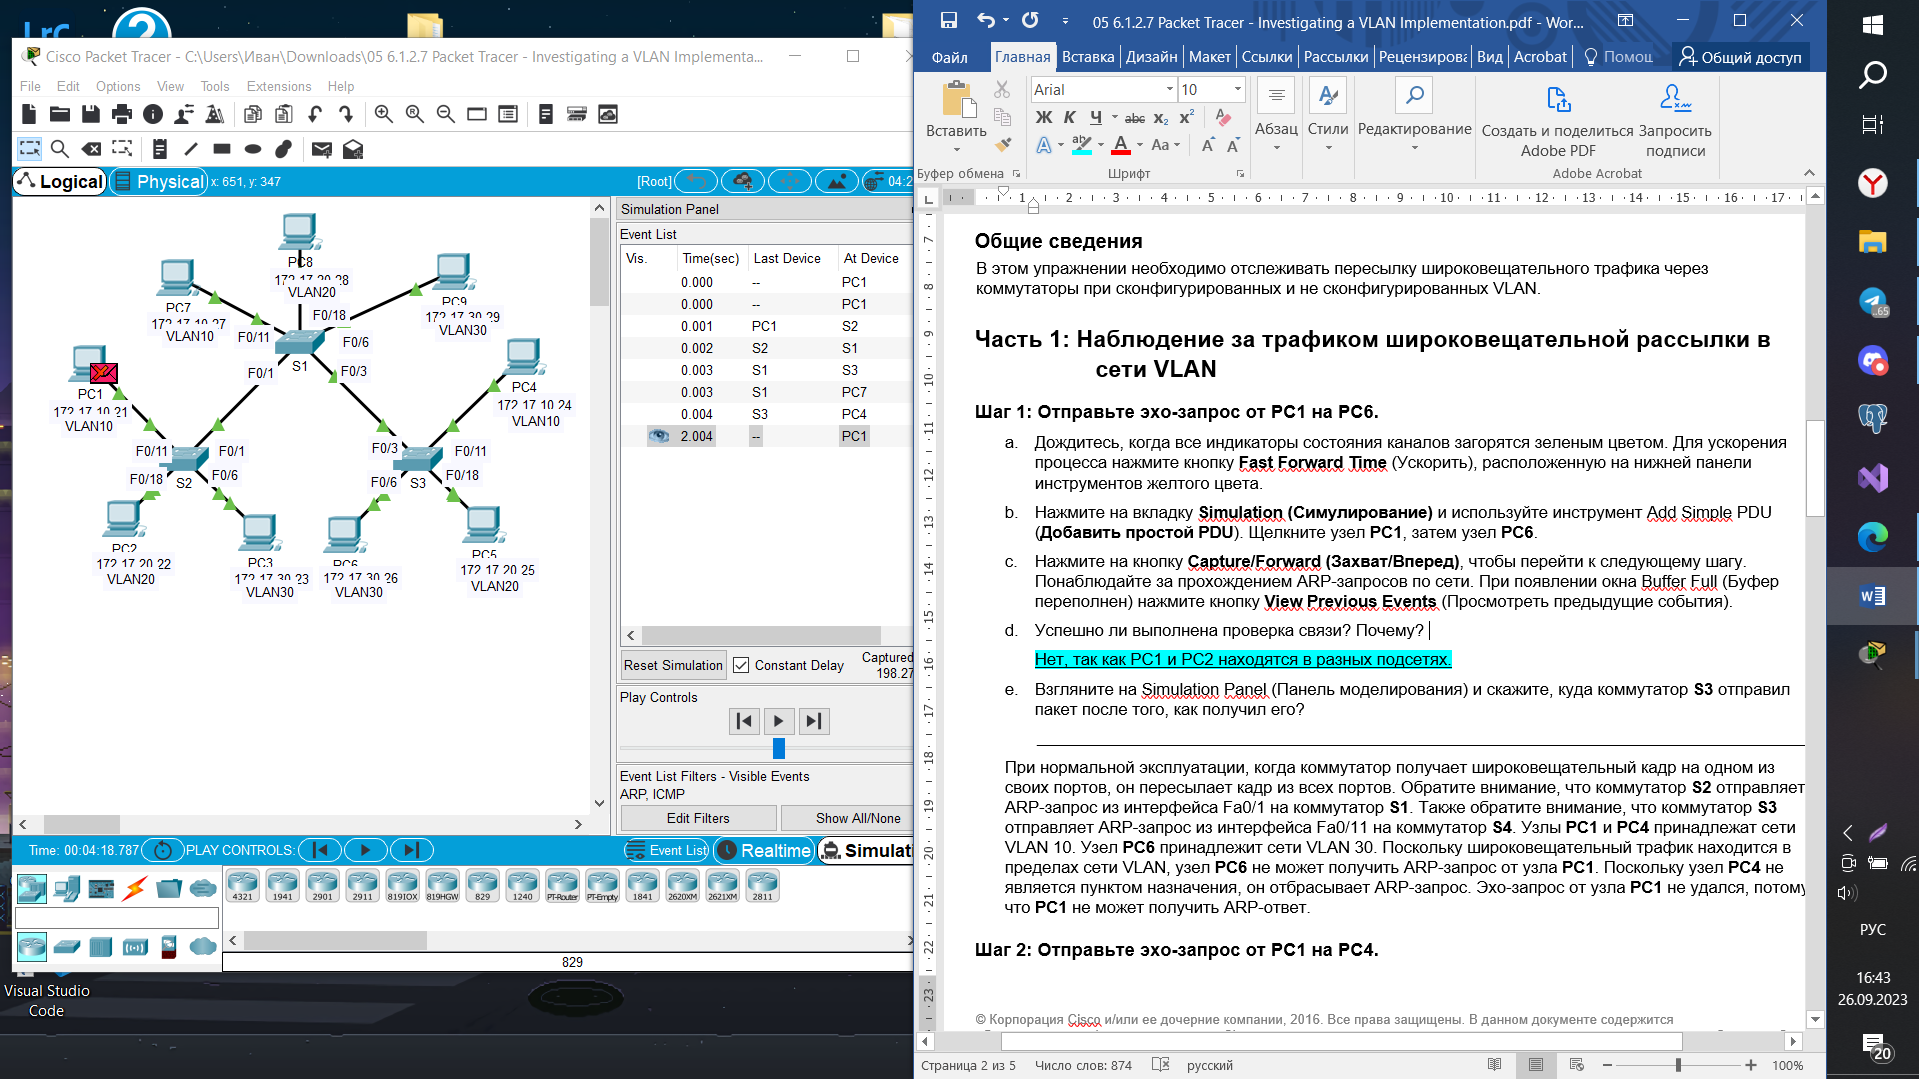 Cisco Packet Tracer - C:\Users\Иван\Downloads\05 6.1.2.7 Packet Tracer - Investigating a VLAN Implementa...
File Edit Options View Tools Extensions Help
Logical
Physical
x: 651, y: 347
[Root]
PC8
172.17.20.28
VLAN20
PC7
172.17.10.27
VLAN10
PC9
172.17.30.29
VLAN30
F0/18
F0/11
F0/6
S1
F0/1
F0/3
PC1
172.17.10.21
VLAN10
PC4
172.17.10.24
VLAN10
F0/11
F0/1
F0/18
F0/6
S2
F0/3
F0/11
F0/6
F0/18
S3
PC2
172.17.20.22
VLAN20
PC3
172.17.30.23
VLAN30
PC6
172.17.30.26
VLAN30
PC5
172.17.20.25
VLAN20
Simulation Panel
Event List
Vis. Time(sec) Last Device At Device
0.000 -- PC1
0.000 -- PC1
0.001 PC1 S2
0.002 S2 S1
0.003 S1 S3
0.003 S1 PC7
0.004 S3 PC4
2.004 -- PC1
Reset Simulation
Constant Delay
Captured
198.27
Play Controls
Event List Filters - Visible Events
ARP, ICMP
Edit Filters
Show All/None
Time: 00:04:18.787
PLAY CONTROLS:
Event List
Realtime
Simulati
4321 1941 2901 2911 819IOX 819HGW 829 1240 PT-Router PT-Empty 1841 2620XM 2621XM 2811
829
Visual Studio
Code
05 6.1.2.7 Packet Tracer - Investigating a VLAN Implementation.pdf - Wor...
Файл Главная Вставка Дизайн Макет Ссылки Рассылки Рецензирова Вид Acrobat Помощ Общий доступ
Вставить
Буфер обмена
Arial 10
Ж К Ч abc x₂ x²
Шрифт
Абзац
Стили
Редактирование
Создать и поделиться
Adobe PDF
Запросить
подписи
Adobe Acrobat
1 2 3 4 5 6 7 8 9 10 11 12 13 14 15 16 17
Общие сведения
В этом упражнении необходимо отслеживать пересылку широковещательного трафика через
коммутаторы при сконфигурированных и не сконфигурированных VLAN.
Часть 1: Наблюдение за трафиком широковещательной рассылки в
сети VLAN
Шаг 1: Отправьте эхо-запрос от PC1 на PC6.
a. Дождитесь, когда все индикаторы состояния каналов загорятся зеленым цветом. Для ускорения
процесса нажмите кнопку Fast Forward Time (Ускорить), расположенную на нижней панели
инструментов желтого цвета.
b. Нажмите на вкладку Simulation (Симулирование) и используйте инструмент Add Simple PDU
(Добавить простой PDU). Щелкните узел PC1, затем узел PC6.
c. Нажмите на кнопку Capture/Forward (Захват/Вперед), чтобы перейти к следующему шагу.
Понаблюдайте за прохождением ARP-запросов по сети. При появлении окна Buffer Full (Буфер
переполнен) нажмите кнопку View Previous Events (Просмотреть предыдущие события).
d. Успешно ли выполнена проверка связи? Почему?
Нет, так как PC1 и PC2 находятся в разных подсетях.
e. Взгляните на Simulation Panel (Панель моделирования) и скажите, куда коммутатор S3 отправил
пакет после того, как получил его?
При нормальной эксплуатации, когда коммутатор получает широковещательный кадр на одном из
своих портов, он пересылает кадр из всех портов. Обратите внимание, что коммутатор S2 отправляет
ARP-запрос из интерфейса Fa0/1 на коммутатор S1. Также обратите внимание, что коммутатор S3
отправляет ARP-запрос из интерфейса Fa0/11 на коммутатор S4. Узлы PC1 и PC4 принадлежат сети
VLAN 10. Узел PC6 принадлежит сети VLAN 30. Поскольку широковещательный трафик находится в
пределах сети VLAN, узел PC6 не может получить ARP-запрос от узла PC1. Поскольку узел PC4 не
является пунктом назначения, он отбрасывает ARP-запрос. Эхо-запрос от узла PC1 не удался, потому
что PC1 не может получить ARP-ответ.
Шаг 2: Отправьте эхо-запрос от PC1 на PC4.
© Корпорация Cisco и/или ее дочерние компании, 2016. Все права защищены. В данном документе содержится
Страница 2 из 5 Число слов: 874 русский 100%
РУС
16:43
26.09.2023
20